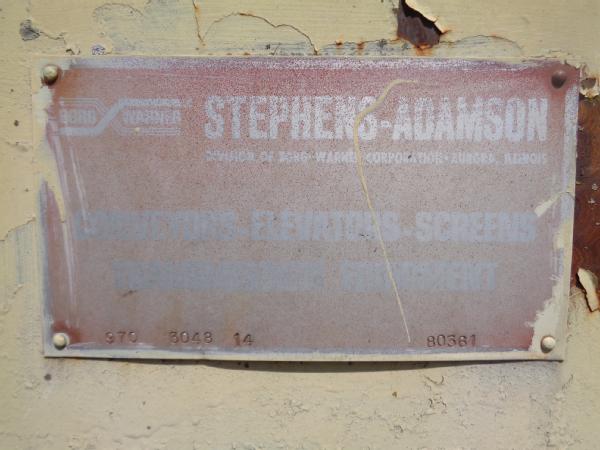 BORG WARNER
STEPHENS-ADAMSON
DIVISION OF BORG-WARNER CORPORATION • AURORA, ILLINOIS
CONVEYORS-ELEVATORS-SCREENS
TRANSMISSION EQUIPMENT
970 3048 14 80361